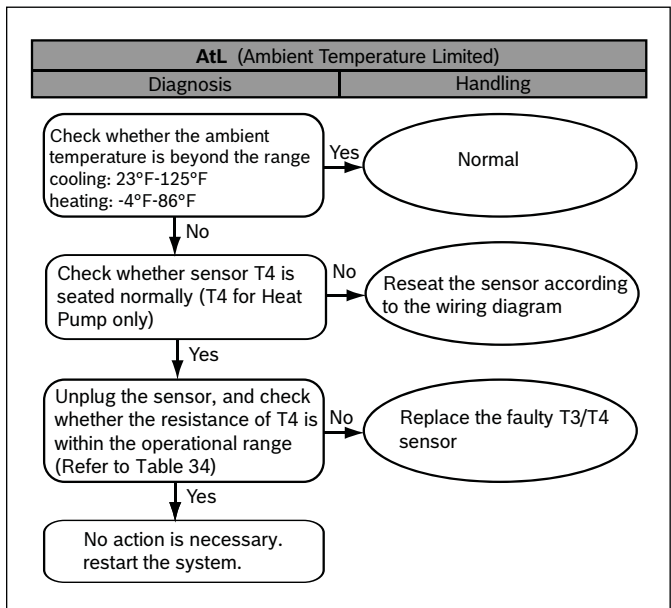 AtL (Ambient Temperature Limited)
Diagnosis
Handling
Check whether the ambient
temperature is beyond the range
cooling: 23°F-125°F
heating: -4°F-86°F
Yes
Normal
No
Check whether sensor T4 is
seated normally (T4 for Heat
Pump only)
No
Reseat the sensor according
to the wiring diagram
Yes
Unplug the sensor, and check
whether the resistance of T4 is
within the operational range
(Refer to Table 34)
No
Replace the faulty T3/T4
sensor
Yes
No action is necessary.
restart the system.